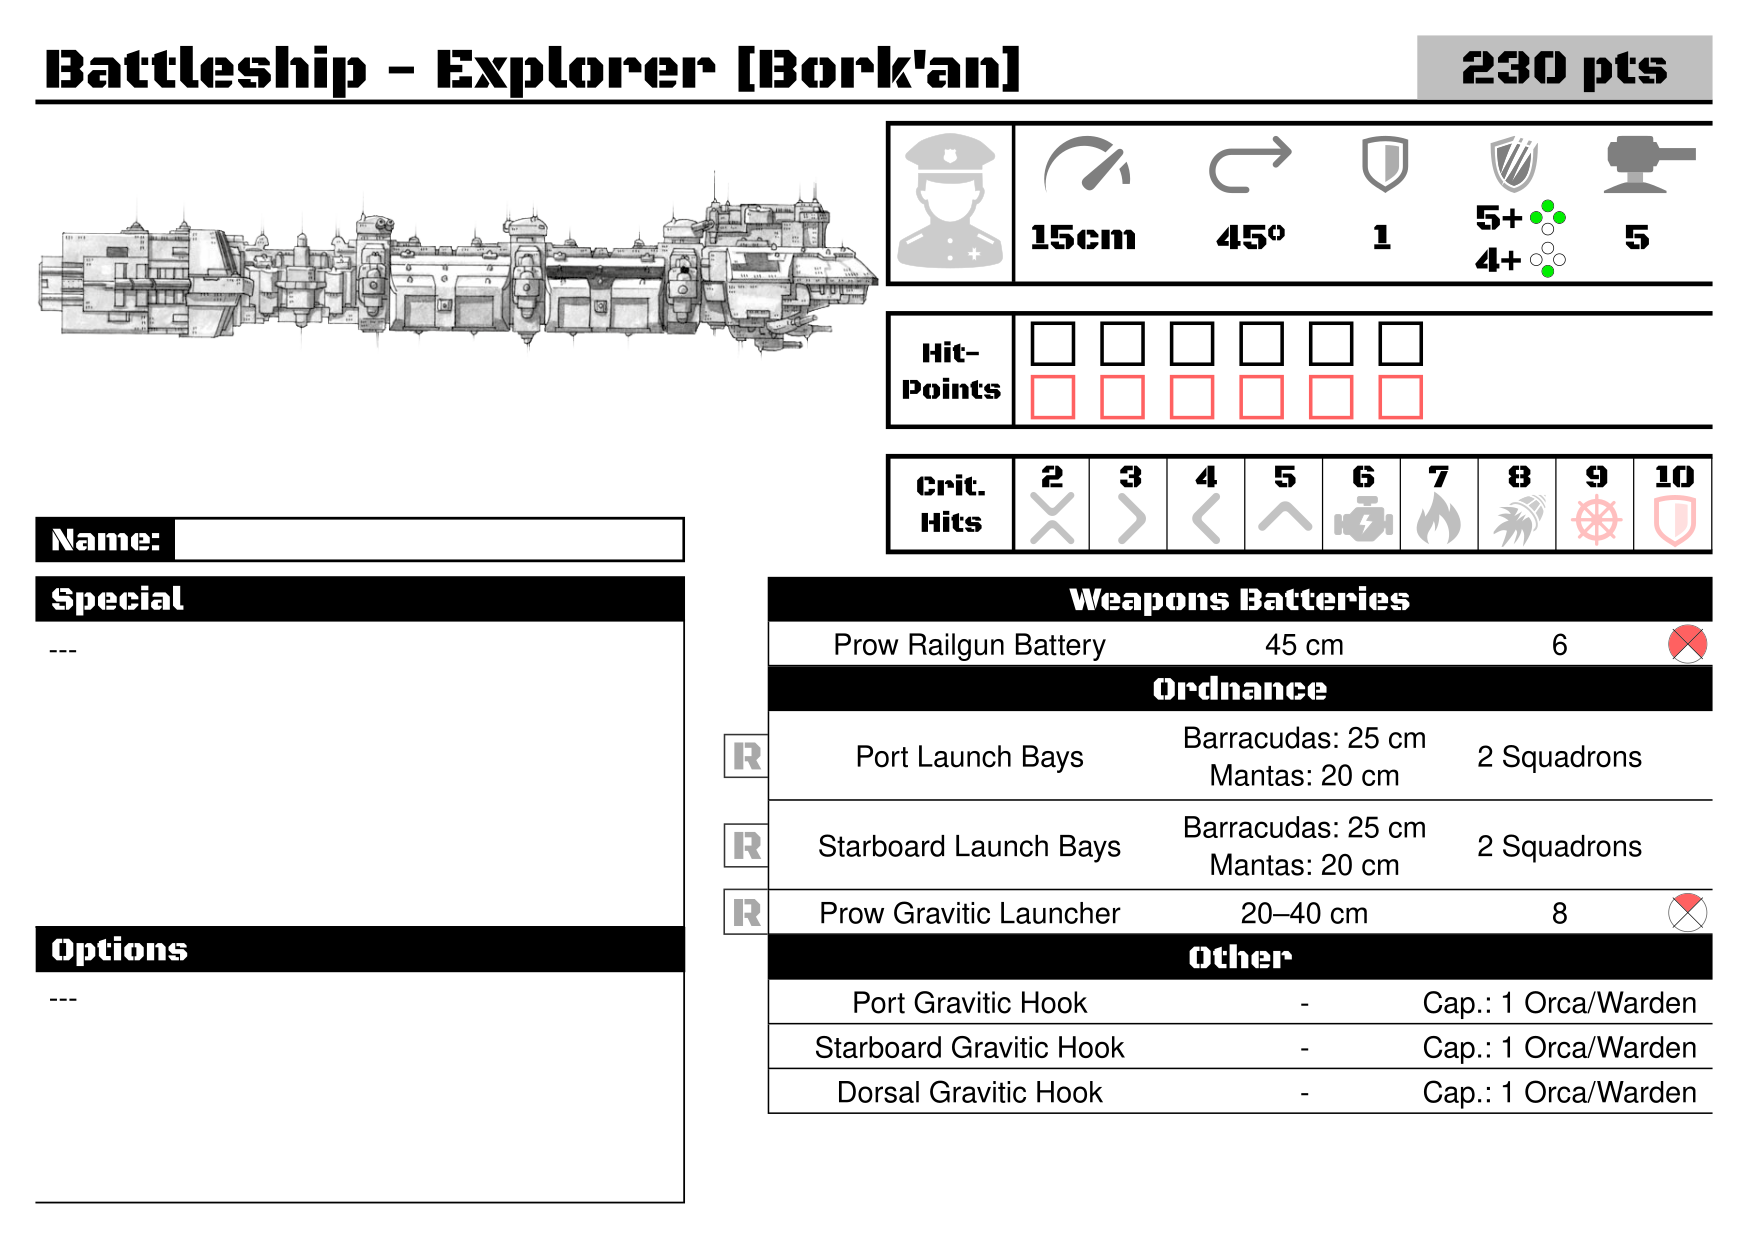 Battleship – Explorer [Bork'an]
230 pts
15cm 45º 1 5+ 4+ 5
Hit-
Points
Crit.
Hits
2 3 4 5 6 7 8 9 10
Name:
Special
---
Options
---
Weapons Batteries
Prow Railgun Battery 45 cm 6
Ordnance
R Port Launch Bays Barracudas: 25 cm
Mantas: 20 cm 2 Squadrons
R Starboard Launch Bays Barracudas: 25 cm
Mantas: 20 cm 2 Squadrons
R Prow Gravitic Launcher 20–40 cm 8
Other
Port Gravitic Hook - Cap.: 1 Orca/Warden
Starboard Gravitic Hook - Cap.: 1 Orca/Warden
Dorsal Gravitic Hook - Cap.: 1 Orca/Warden